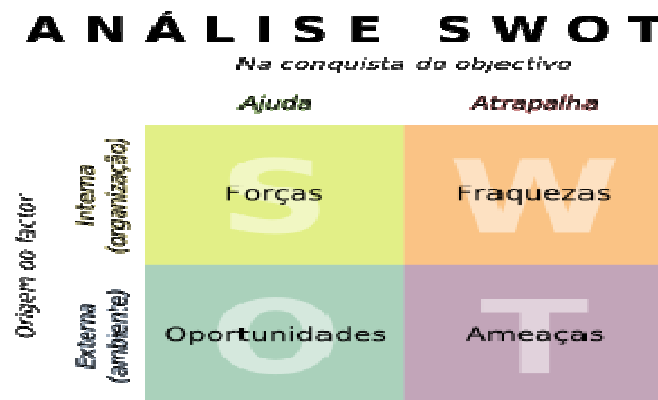 ANÁLISE SWOT
Na conquista do objectivo
Ajuda
Atrapalha
Origem do factor
Interna
(organização)
S
Forças
W
Fraquezas
Externa
(ambiente)
O
Oportunidades
T
Ameaças